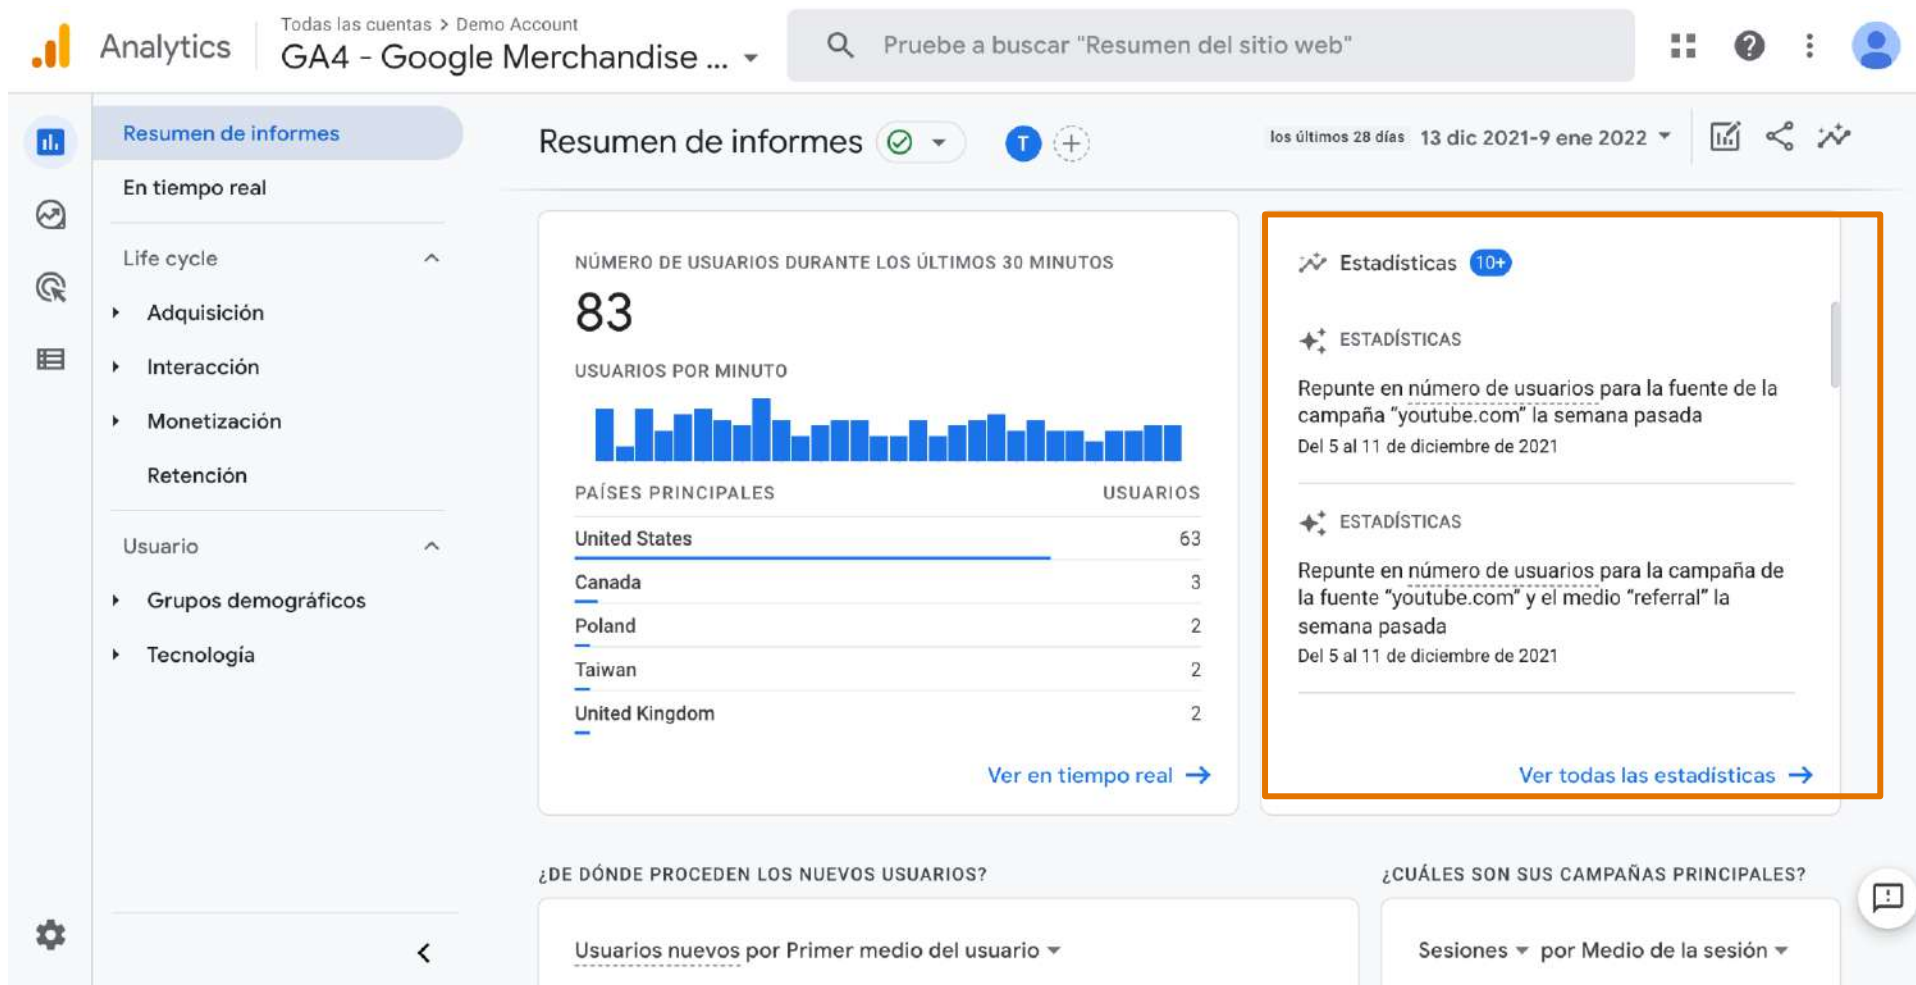 Analytics
Todas las cuentas > Demo Account
GA4 - Google Merchandise ...
Pruebe a buscar "Resumen del sitio web"
Resumen de informes
En tiempo real
Life cycle
Adquisición
Interacción
Monetización
Retención
Usuario
Grupos demográficos
Tecnología
Resumen de informes
T
los últimos 28 días 13 dic 2021-9 ene 2022
NÚMERO DE USUARIOS DURANTE LOS ÚLTIMOS 30 MINUTOS
83
USUARIOS POR MINUTO
PAÍSES PRINCIPALES USUARIOS
United States 63
Canada 3
Poland 2
Taiwan 2
United Kingdom 2
Ver en tiempo real
Estadísticas 10+
ESTADÍSTICAS
Repunte en número de usuarios para la fuente de la
campaña “youtube.com” la semana pasada
Del 5 al 11 de diciembre de 2021
ESTADÍSTICAS
Repunte en número de usuarios para la campaña de
la fuente “youtube.com” y el medio “referral” la
semana pasada
Del 5 al 11 de diciembre de 2021
Ver todas las estadísticas
¿DE DÓNDE PROCEDEN LOS NUEVOS USUARIOS?
Usuarios nuevos por Primer medio del usuario
¿CUÁLES SON SUS CAMPAÑAS PRINCIPALES?
Sesiones por Medio de la sesión